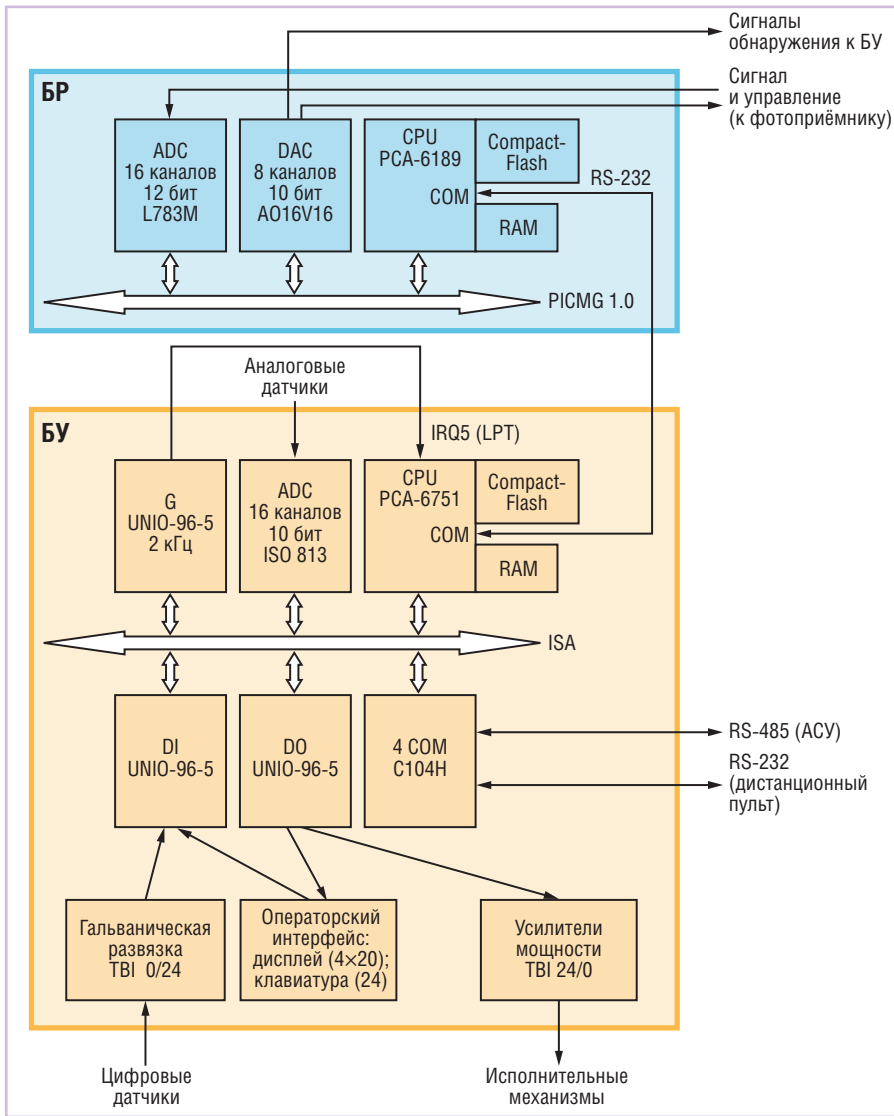 Сигналы
обнаружения к БУ
БР
Сигнал
и управление
(к фотоприёмнику)
ADC
16 каналов
12 бит
L783M
DAC
8 каналов
10 бит
AO16V16
CPU
PCA-6189
COM
Compact-
Flash
RAM
RS-232
PICMG 1.0
Аналоговые
датчики
БУ
IRQ5 (LPT)
G
UNIO-96-5
2 кГц
ADC
16 каналов
10 бит
ISO 813
CPU
PCA-6751
COM
Compact-
Flash
RAM
ISA
DI
UNIO-96-5
DO
UNIO-96-5
4 COM
C104H
RS-485 (АСУ)
RS-232
(дистанционный
пульт)
Гальваническая
развязка
TBI 0/24
Операторский
интерфейс:
дисплей (4×20);
клавиатура (24)
Усилители
мощности
TBI 24/0
Цифровые
датчики
Исполнительные
механизмы